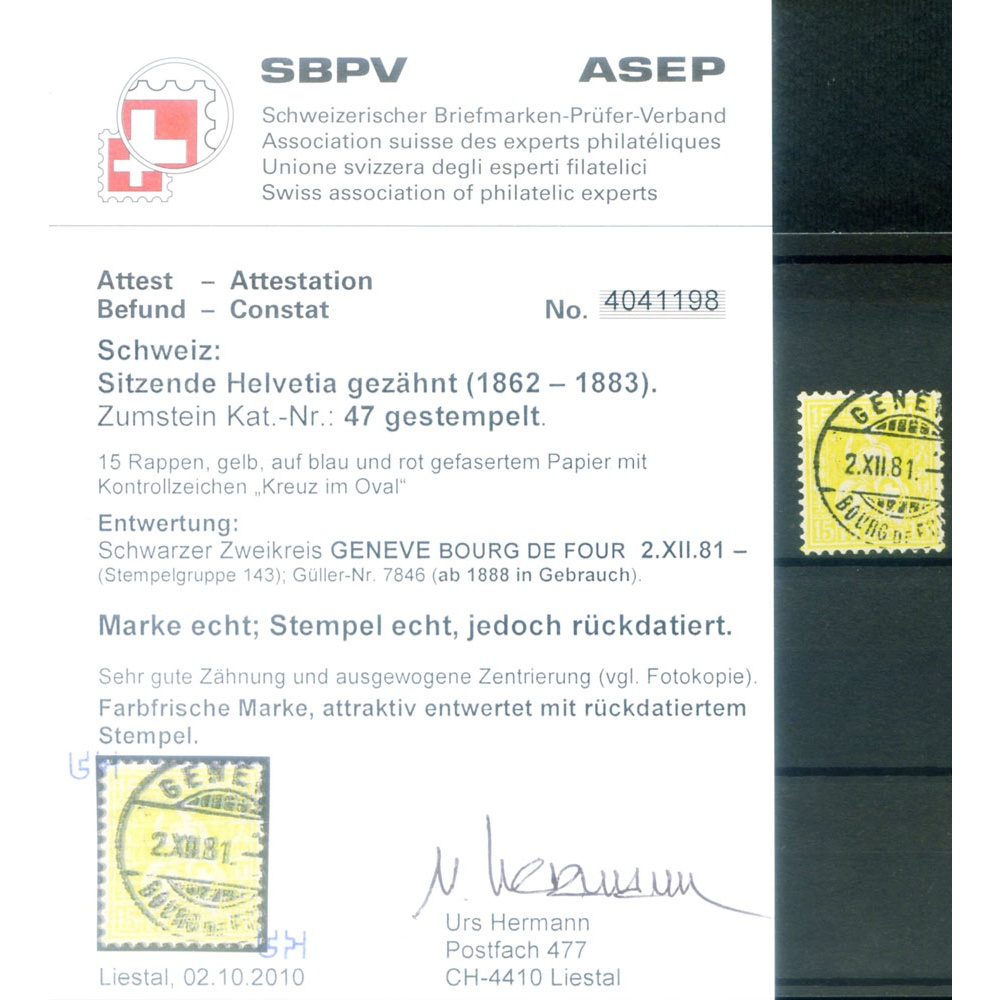 SBPV ASEP
Schweizerischer Briefmarken-Prüfer-Verband
Association suisse des experts philatéliques
Unione svizzera degli esperti filatelici
Swiss association of philatelic experts
Attest – Attestation
Befund – Constat
No. 4041198
Schweiz:
Sitzende Helvetia gezähnt (1862 – 1883).
Zumstein Kat.-Nr.: 47 gestempelt.
15 Rappen, gelb, auf blau und rot gefasertem Papier mit
Kontrollzeichen „Kreuz im Oval“
Entwertung:
Schwarzer Zweikreis GENEVE BOURG DE FOUR 2.XII.81 –
(Stempelgruppe 143); Güller-Nr. 7846 (ab 1888 in Gebrauch).
Marke echt; Stempel echt, jedoch rückdatiert.
Sehr gute Zähnung und ausgewogene Zentrierung (vgl. Fotokopie).
Farbfrische Marke, attraktiv entwertet mit rückdatiertem
Stempel.
GENE
2.XII.81.–
BOURG DE F
Liestal, 02.10.2010
Urs Hermann
Postfach 477
CH-4410 Liestal
GENE
2.XII.81.–
BOURG DE F